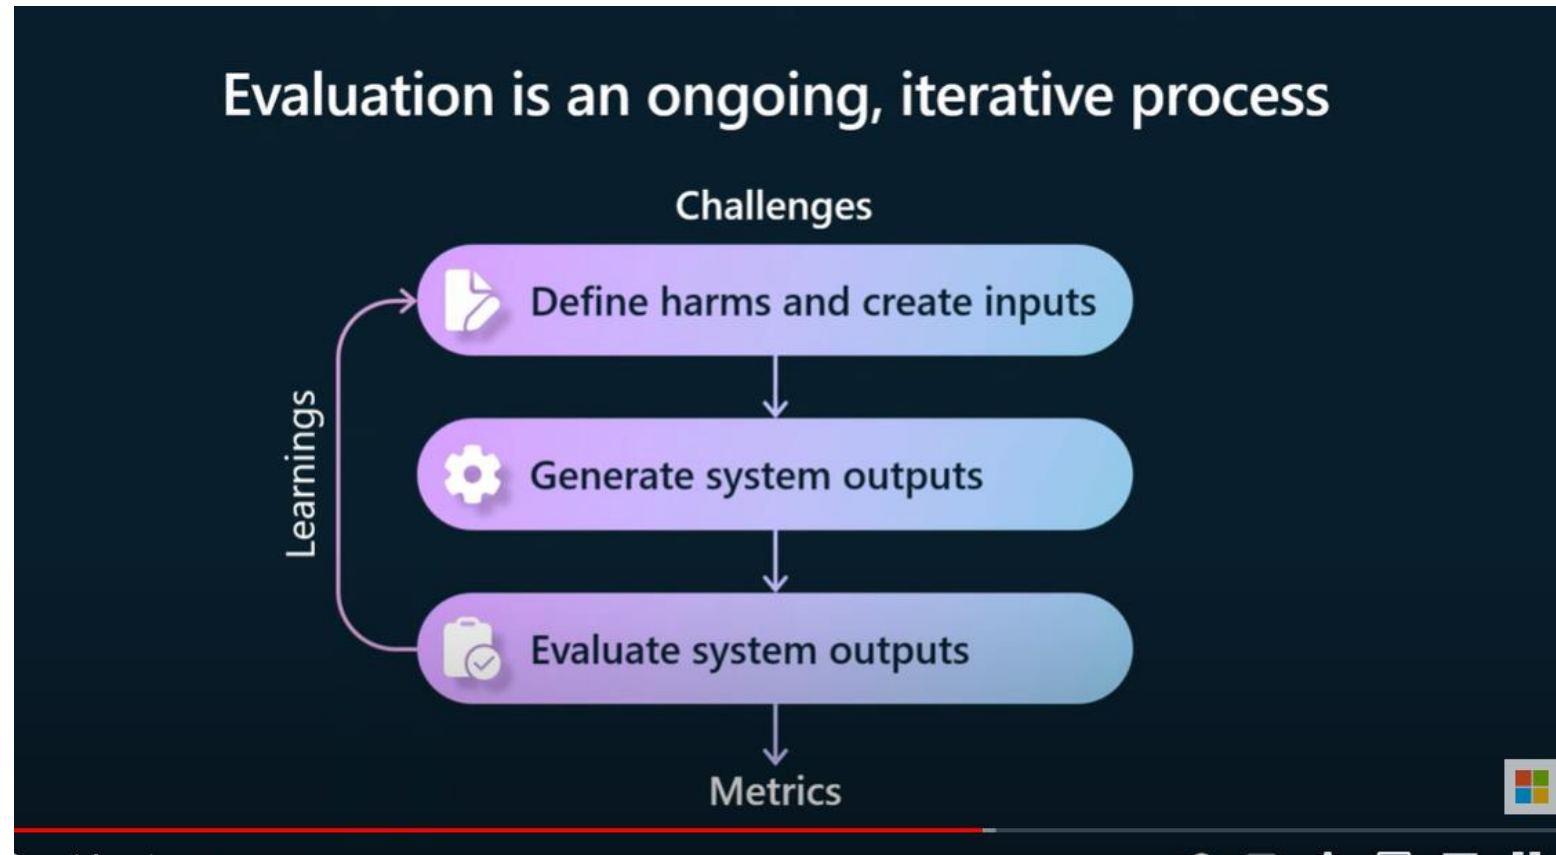 Evaluation is an ongoing, iterative process
Challenges
Define harms and create inputs
Learnings
Generate system outputs
Evaluate system outputs
Metrics